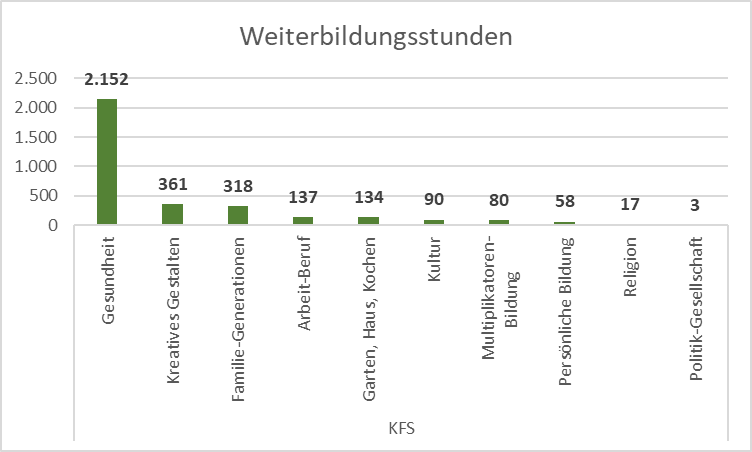 Weiterbildungsstunden
2.500
2.000
1.500
1.000
500
0
2.152
361
318
137
134
90
80
58
17
3
Gesundheit
Kreatives Gestalten
Familie-Generationen
Arbeit-Beruf
Garten, Haus, Kochen
Kultur
Multiplikatoren-
Bildung
Persönliche Bildung
Religion
Politik-Gesellschaft
KFS